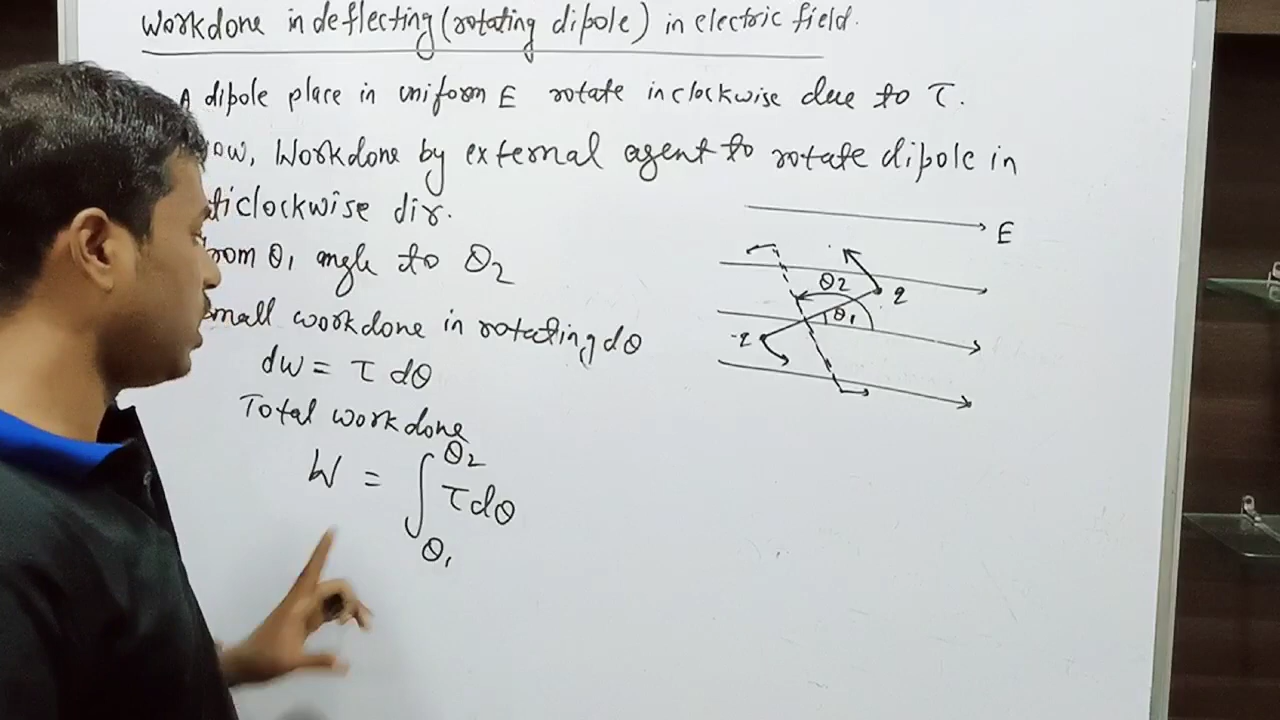 Workdone in deflecting (rotating dipole) in electric field.
A dipole place in uniform E rotate in clockwise due to τ.
ow, Workdone by external agent to rotate dipole in
ticlockwise dir.
rom θ₁ angle to θ₂
mall workdone in rotating dθ
dw = τ dθ
Total workdone
W = ∫θ₁^θ₂ τ dθ
E
θ₂
q
θ₁
-q